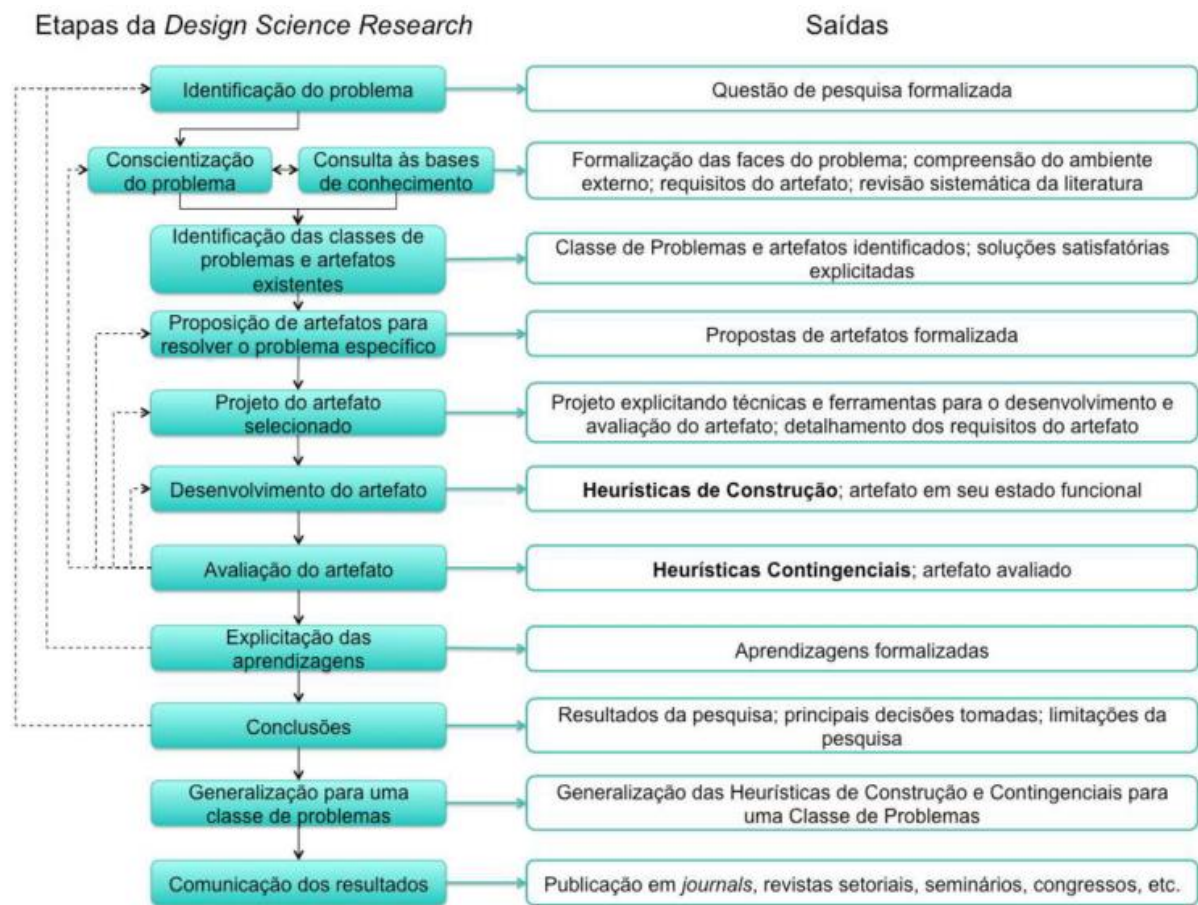 Etapas da Design Science Research
Saídas
Identificação do problema
Questão de pesquisa formalizada
Conscientização
do problema
Consulta às bases
de conhecimento
Formalização das faces do problema; compreensão do ambiente
externo; requisitos do artefato; revisão sistemática da literatura
Identificação das classes de
problemas e artefatos
existentes
Classe de Problemas e artefatos identificados; soluções satisfatórias
explicitadas
Proposição de artefatos para
resolver o problema específico
Propostas de artefatos formalizada
Projeto do artefato
selecionado
Projeto explicitando técnicas e ferramentas para o desenvolvimento e
avaliação do artefato; detalhamento dos requisitos do artefato
Desenvolvimento do artefato
Heurísticas de Construção; artefato em seu estado funcional
Avaliação do artefato
Heurísticas Contingenciais; artefato avaliado
Explicitação das
aprendizagens
Aprendizagens formalizadas
Conclusões
Resultados da pesquisa; principais decisões tomadas; limitações da
pesquisa
Generalização para uma
classe de problemas
Generalização das Heurísticas de Construção e Contingenciais para
uma Classe de Problemas
Comunicação dos resultados
Publicação em journals, revistas setoriais, seminários, congressos, etc.